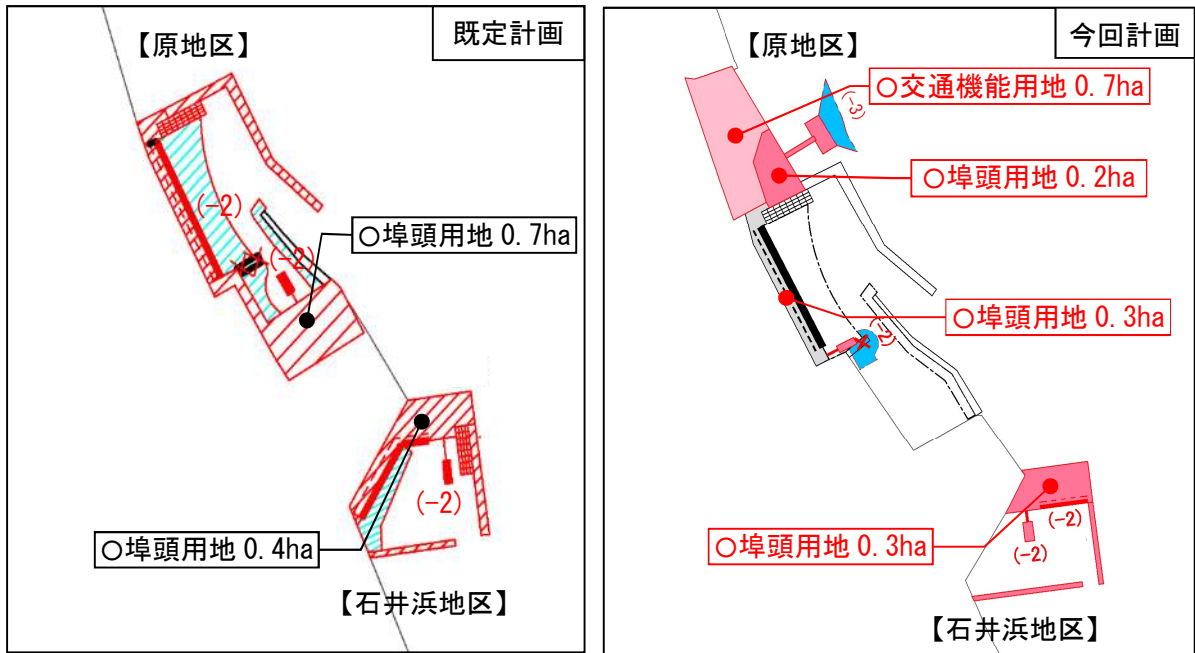 既定計画
【原地区】
(-2)
(-2)
○埠頭用地 0.7ha
(-2)
○埠頭用地 0.4ha
【石井浜地区】
今回計画
【原地区】
○交通機能用地 0.7ha
(-3)
○埠頭用地 0.2ha
○埠頭用地 0.3ha
(-2)
(-2)
○埠頭用地 0.3ha
(-2)
【石井浜地区】